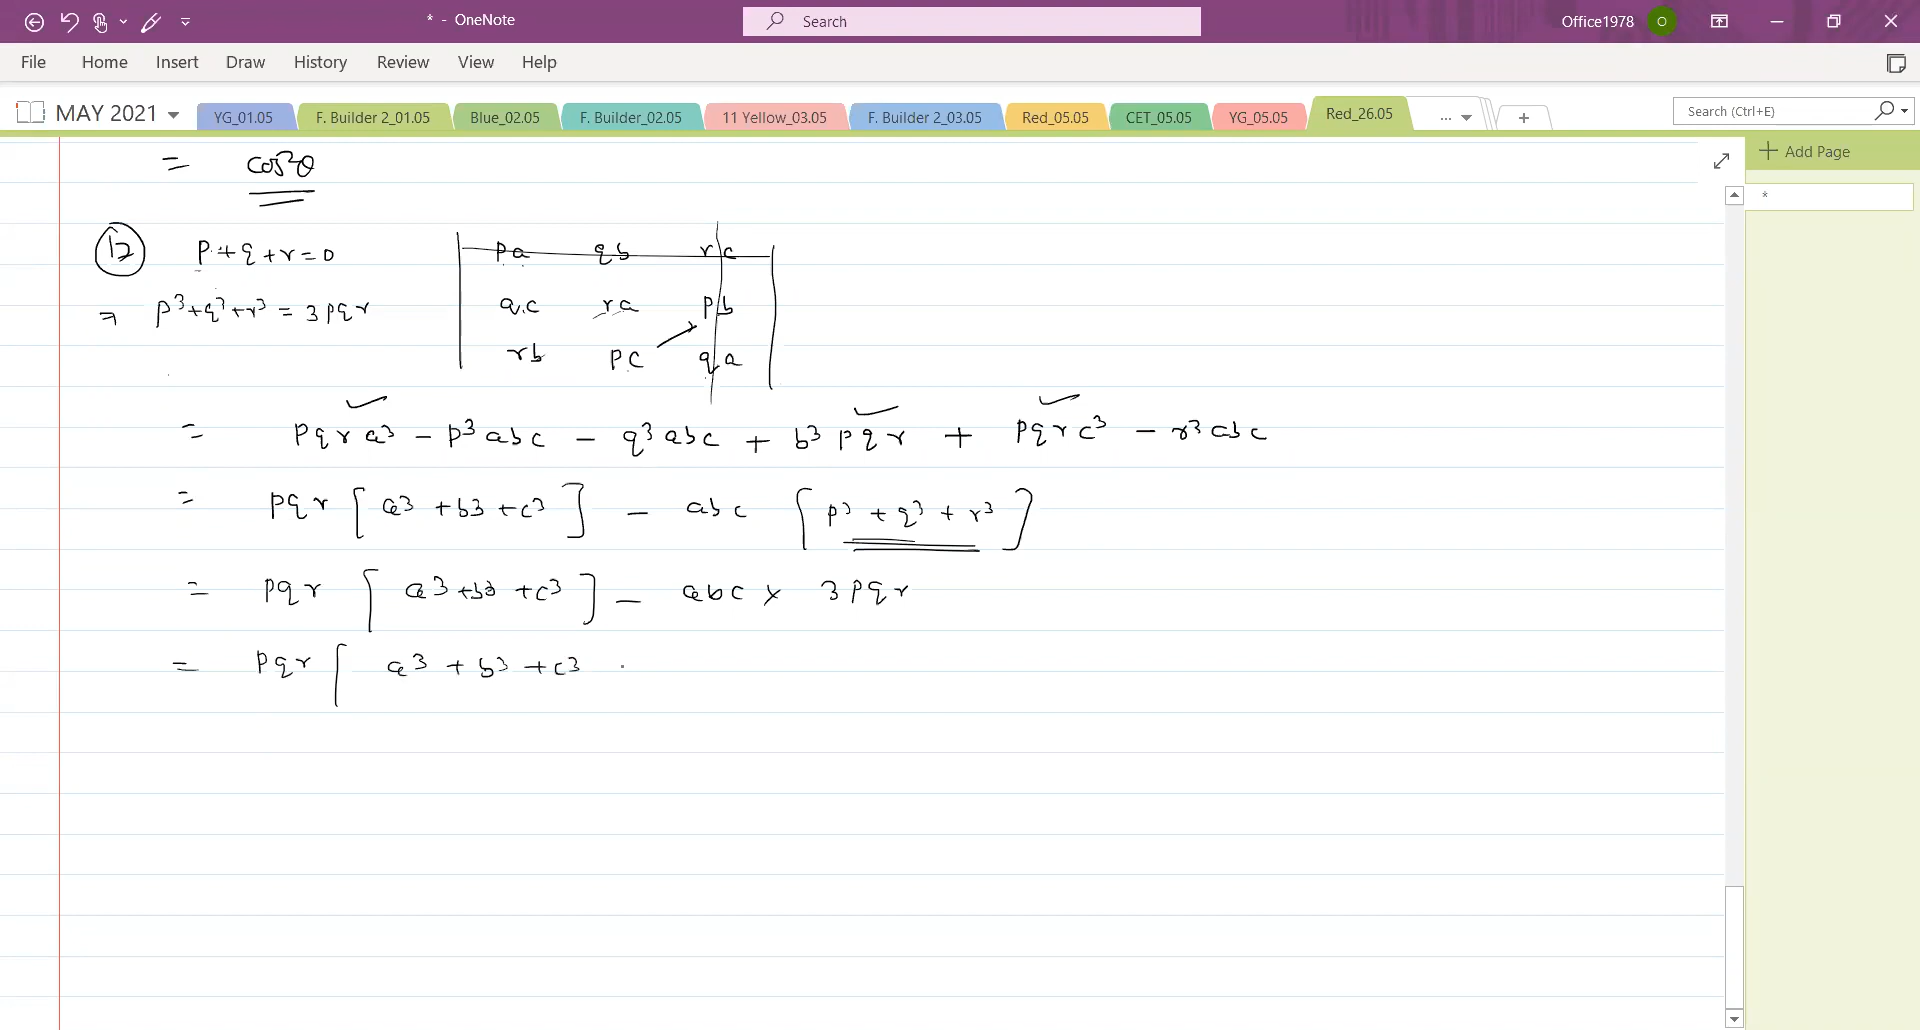 * - OneNote
Search
Office1978
O
File Home Insert Draw History Review View Help
MAY 2021
YG_01.05
F. Builder 2_01.05
Blue_02.05
F. Builder_02.05
11 Yellow_03.05
F. Builder 2_03.05
Red_05.05
CET_05.05
YG_05.05
Red_26.05
...
+
Search (Ctrl+E)
+ Add Page
*
= cos²θ
12 p+q+r=0
⇒ p³+q³+r³ = 3pqr
pa qb rc
qc ra pb
rb pc qa
= pqr a³ - p³abc - q³abc + b³pqr + pqr c³ - r³abc
= pqr [a³ + b³ + c³] - abc [p³ + q³ + r³]
= pqr [a³ + b³ + c³] - abc × 3pqr
= pqr [ a³ + b³ + c³